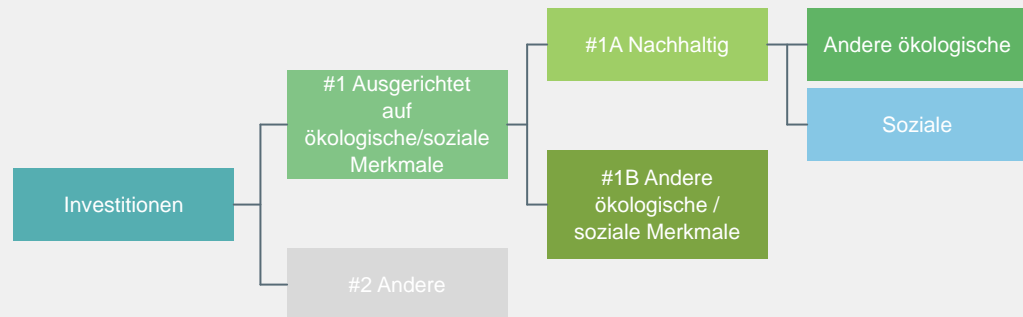 Investitionen
#1 Ausgerichtet
auf
ökologische/soziale
Merkmale
#2 Andere
#1A Nachhaltig
#1B Andere
ökologische /
soziale Merkmale
Andere ökologische
Soziale